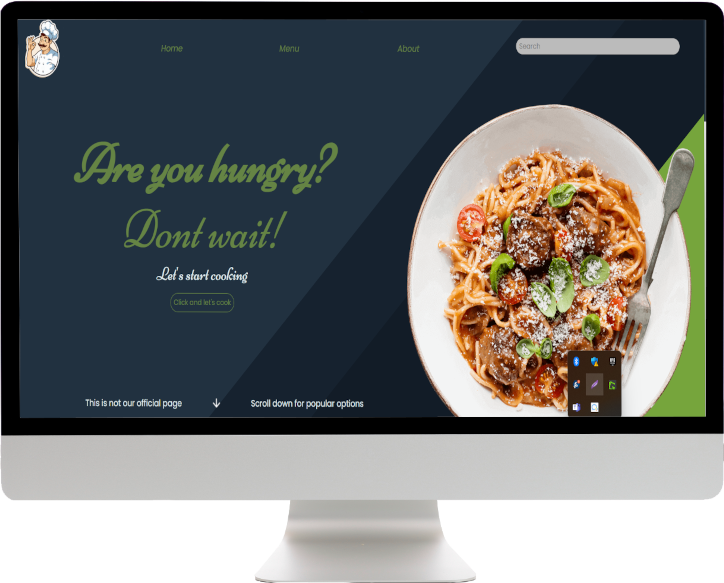 Home
Menu
About
Search
Are you hungry?
Dont wait!
Let's start cooking
Click and let's cook
This is not our official page
Scroll down for popular options